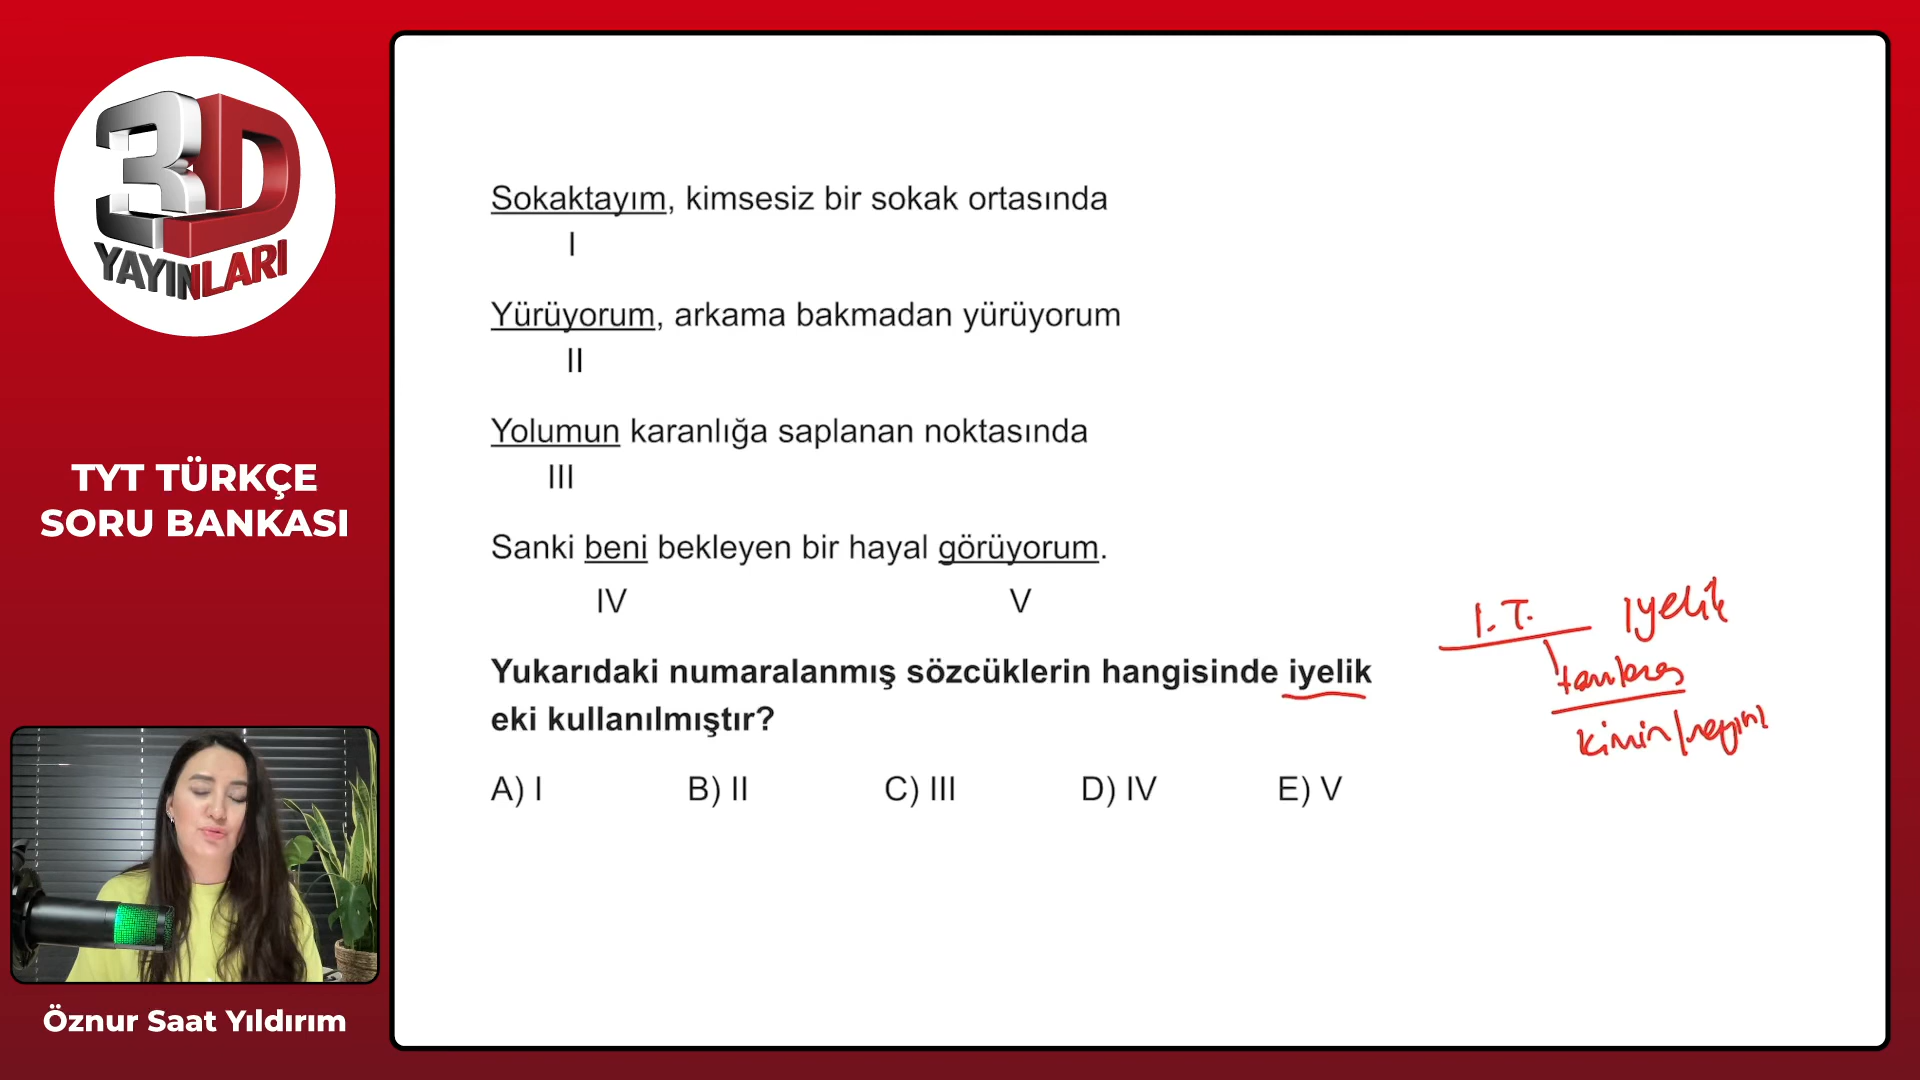 3D
YAYINLARI
TYT TÜRKÇE
SORU BANKASI
Öznur Saat Yıldırım
Sokaktayım, kimsesiz bir sokak ortasında
I
Yürüyorum, arkama bakmadan yürüyorum
II
Yolumun karanlığa saplanan noktasında
III
Sanki beni bekleyen bir hayal görüyorum.
IV V
Yukarıdaki numaralanmış sözcüklerin hangisinde iyelik
eki kullanılmıştır?
A) I B) II C) III D) IV E) V
I.T. iyelik
kimin/neyin